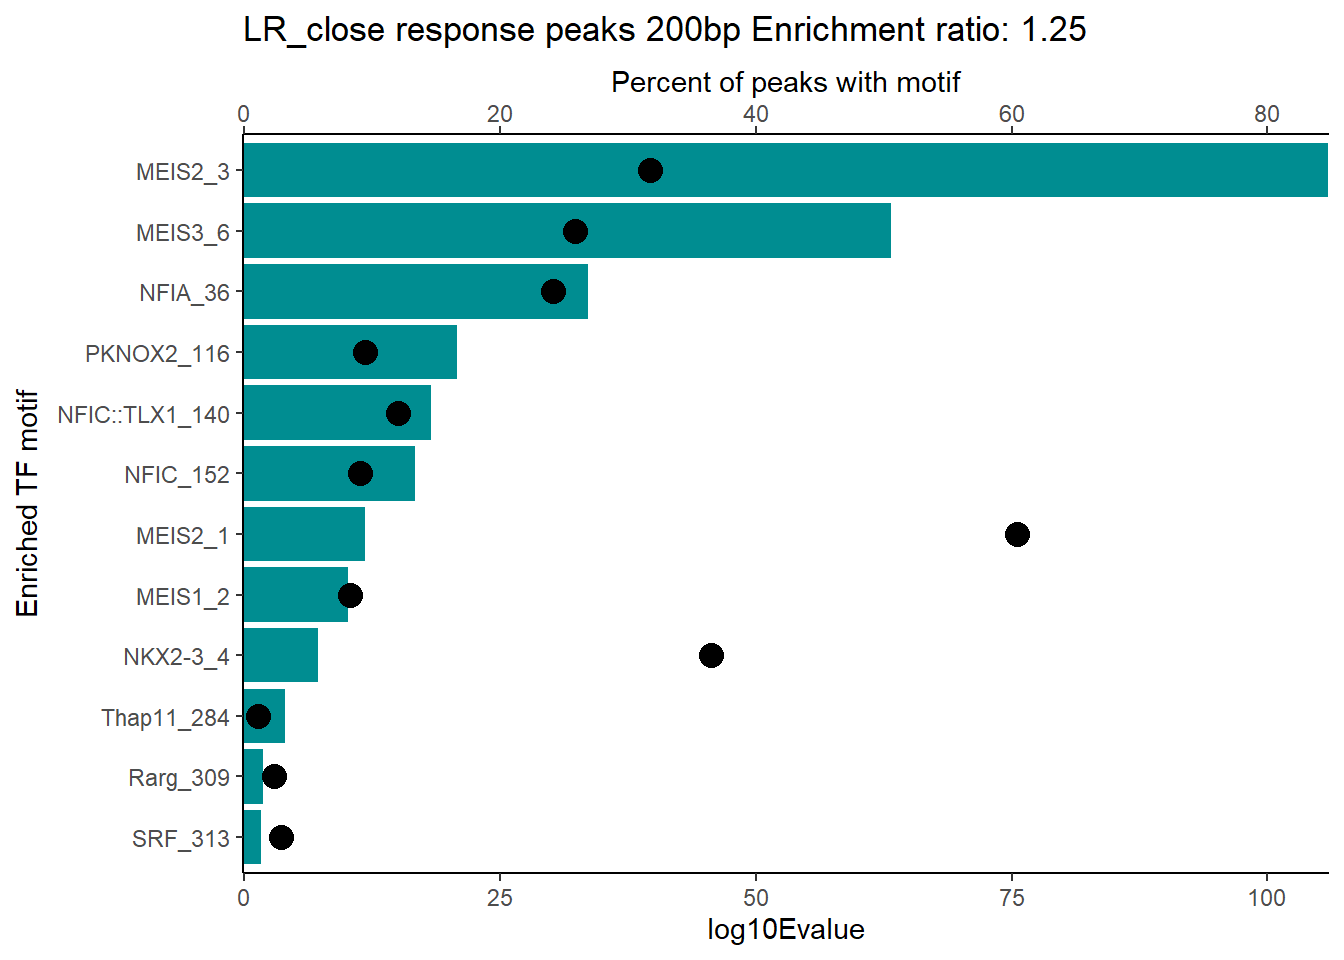 LR_close response peaks 200bp Enrichment ratio: 1.25
Percent of peaks with motif
0 20 40 60 80
MEIS2_3
MEIS3_6
NFIA_36
PKNOX2_116
NFIC::TLX1_140
NFIC_152
MEIS2_1
MEIS1_2
NKX2-3_4
Thap11_284
Rarg_309
SRF_313
Enriched TF motif
0 25 50 75 100
log10Evalue